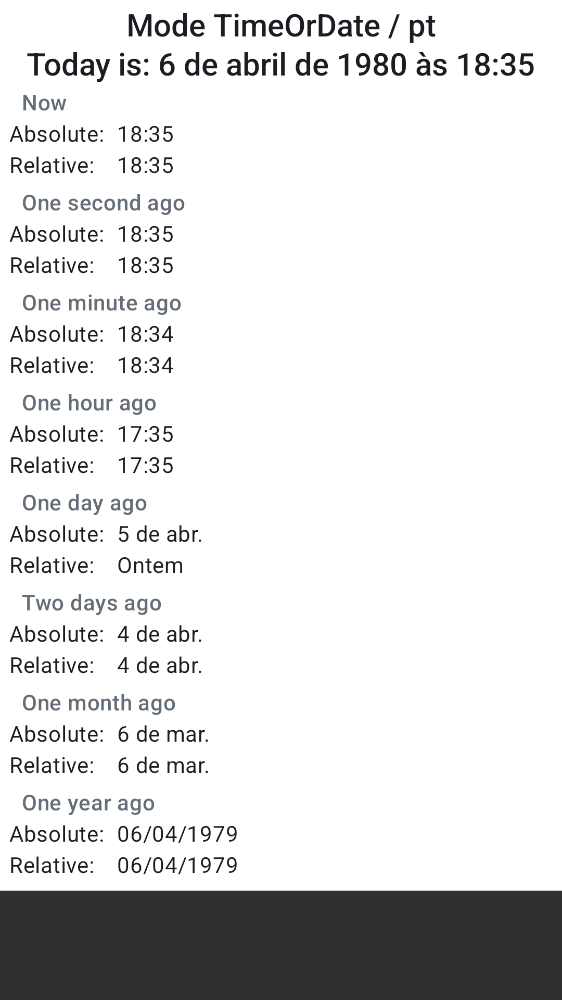 Mode TimeOrDate / pt
Today is: 6 de abril de 1980 às 18:35
Now
Absolute: 18:35
Relative: 18:35
One second ago
Absolute: 18:35
Relative: 18:35
One minute ago
Absolute: 18:34
Relative: 18:34
One hour ago
Absolute: 17:35
Relative: 17:35
One day ago
Absolute: 5 de abr.
Relative: Ontem
Two days ago
Absolute: 4 de abr.
Relative: 4 de abr.
One month ago
Absolute: 6 de mar.
Relative: 6 de mar.
One year ago
Absolute: 06/04/1979
Relative: 06/04/1979